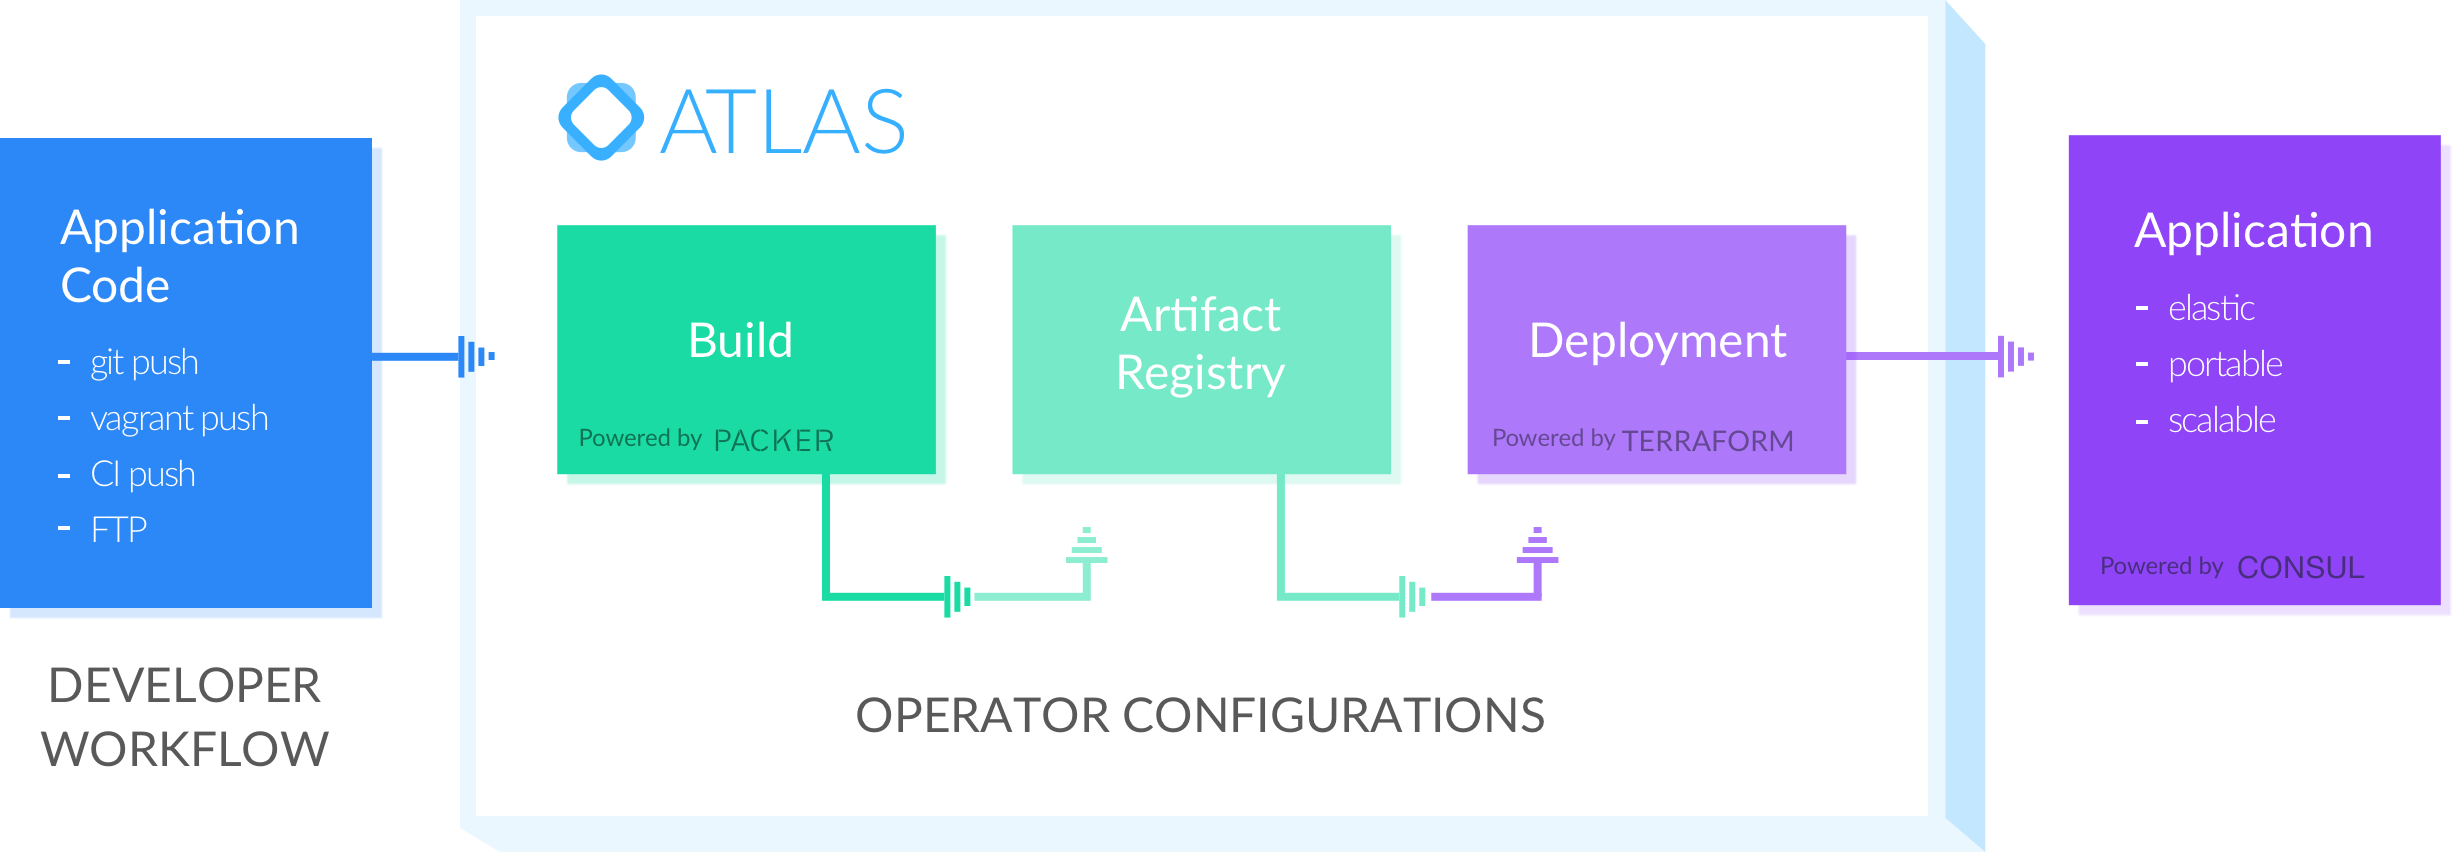 Application
Code
- git push
- vagrant push
- CI push
- FTP
DEVELOPER
WORKFLOW
ATLAS
Build
Powered by PACKER
Artifact
Registry
Deployment
Powered by TERRAFORM
OPERATOR CONFIGURATIONS
Application
- elastic
- portable
- scalable
Powered by CONSUL